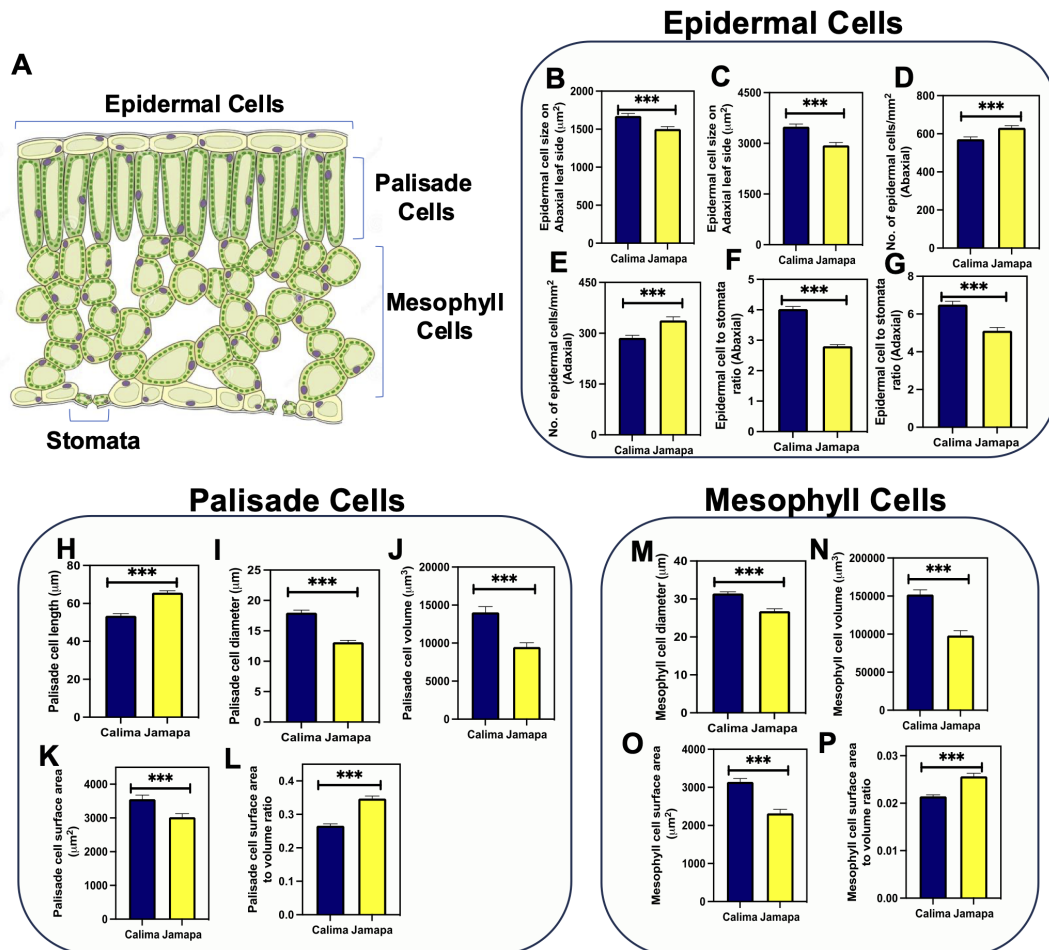 Epidermal Cells
A
Epidermal Cells
Palisade
Cells
Mesophyll
Cells
Stomata
B
Epidermal cell size on
Abaxial leaf side (μm²)
2000
1500
1000
500
0
***
Calima Jamapa
C
Epidermal cell size on
Adaxial leaf side (μm²)
4500
3000
1500
0
***
Calima Jamapa
D
No. of epidermal cells/mm²
(Abaxial)
800
600
400
200
0
***
Calima Jamapa
E
No. of epidermal cells/mm²
(Adaxial)
450
300
150
0
***
Calima Jamapa
F
Epidermal cell to stomata
ratio (Abaxial)
5
4
3
2
1
0
***
Calima Jamapa
G
Epidermal cell to stomata
ratio (Adaxial)
8
6
4
2
0
***
Calima Jamapa
Palisade Cells
H
Palisade cell length (μm)
80
60
40
20
0
***
Calima Jamapa
I
Palisade cell diameter (μm)
25
20
15
10
5
0
***
Calima Jamapa
J
Palisade cell volume (μm³)
20000
15000
10000
5000
0
***
Calima Jamapa
K
Palisade cell surface area
(μm²)
4000
3000
2000
1000
0
***
Calima Jamapa
L
Palisade cell surface area
to volume ratio
0.4
0.3
0.2
0.1
0.0
***
Calima Jamapa
Mesophyll Cells
M
Mesophyll cell diameter (μm)
40
30
20
10
0
***
Calima Jamapa
N
Mesophyll cell volume (μm³)
200000
150000
100000
50000
0
***
Calima Jamapa
O
Mesophyll cell surface area
(μm²)
4000
3000
2000
1000
0
***
Calima Jamapa
P
Mesophyll cell surface area
to volume ratio
0.03
0.02
0.01
0.00
***
Calima Jamapa